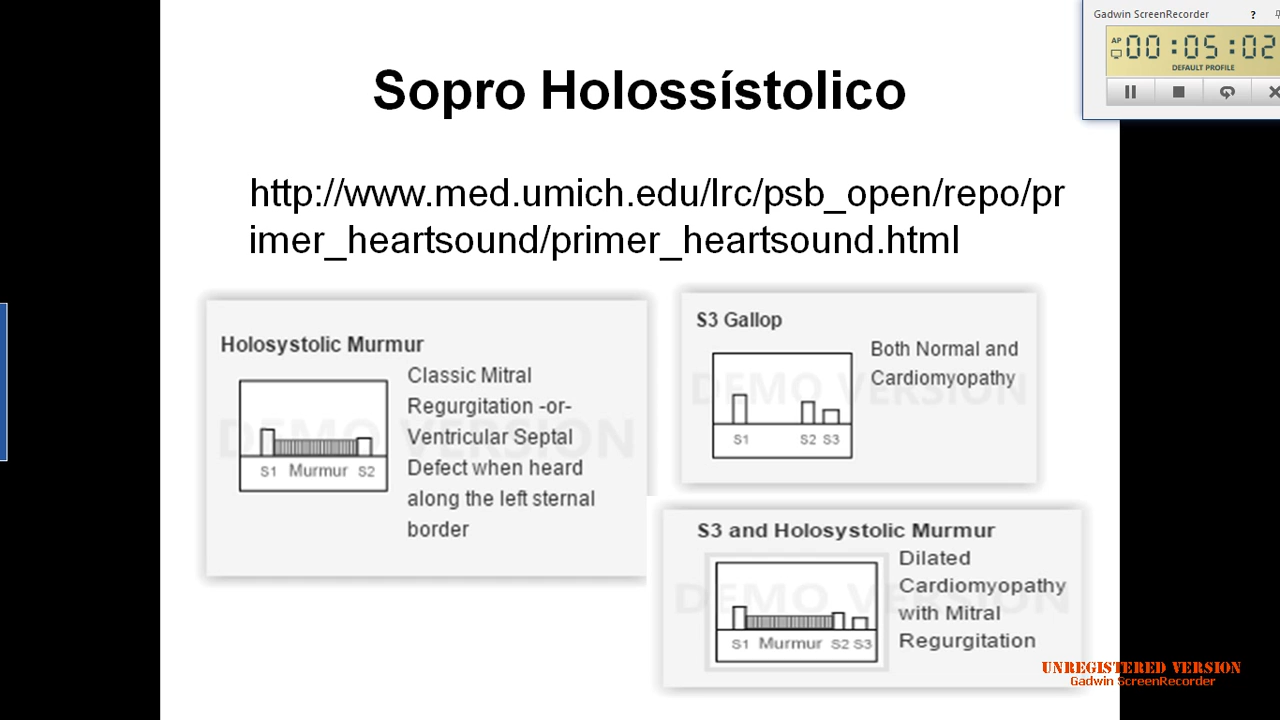 Gadwin ScreenRecorder ?
AP 00:05:02
DEFAULT PROFILE
Sopro Holossístolico
http://www.med.umich.edu/lrc/psb_open/repo/pr
imer_heartsound/primer_heartsound.html
Holosystolic Murmur
Classic Mitral
Regurgitation -or-
Ventricular Septal
Defect when heard
along the left sternal
border
S1 Murmur S2
DEMO VERSION
S3 Gallop
Both Normal and
Cardiomyopathy
S1 S2 S3
DEMO VERSION
S3 and Holosystolic Murmur
Dilated
Cardiomyopathy
with Mitral
Regurgitation
S1 Murmur S2 S3
DEMO VERSION
UNREGISTERED VERSION
Gadwin ScreenRecorder